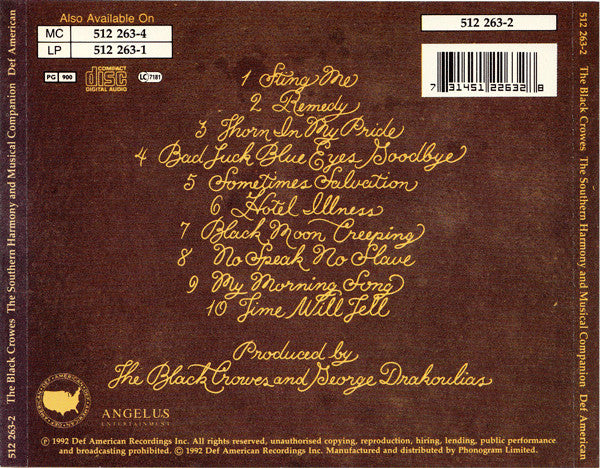 Also Available On
MC 512 263-4
LP 512 263-1
PG 900
COMPACT
disc
DIGITAL AUDIO
LC 7181
512 263-2
7 31451 22632 8
1 Sting Me
2 Remedy
3 Thorn In My Pride
4 Bad Luck Blue Eyes Goodbye
5 Sometimes Salvation
6 Hotel Illness
7 Black Moon Creeping
8 No Speak No Slave
9 My Morning Song
10 Time Will Tell
Produced by
The Black Crowes and George Drakoulias
DEF AMERICAN
ANGELUS
ENTERTAINMENT
℗ 1992 Def American Recordings Inc. All rights reserved, unauthorised copying, reproduction, hiring, lending, public performance
and broadcasting prohibited. © 1992 Def American Recordings Inc. Manufactured and distributed by Phonogram Limited.
512 263-2 The Black Crowes The Southern Harmony and Musical Companion Def American
512 263-2 The Black Crowes The Southern Harmony and Musical Companion Def American